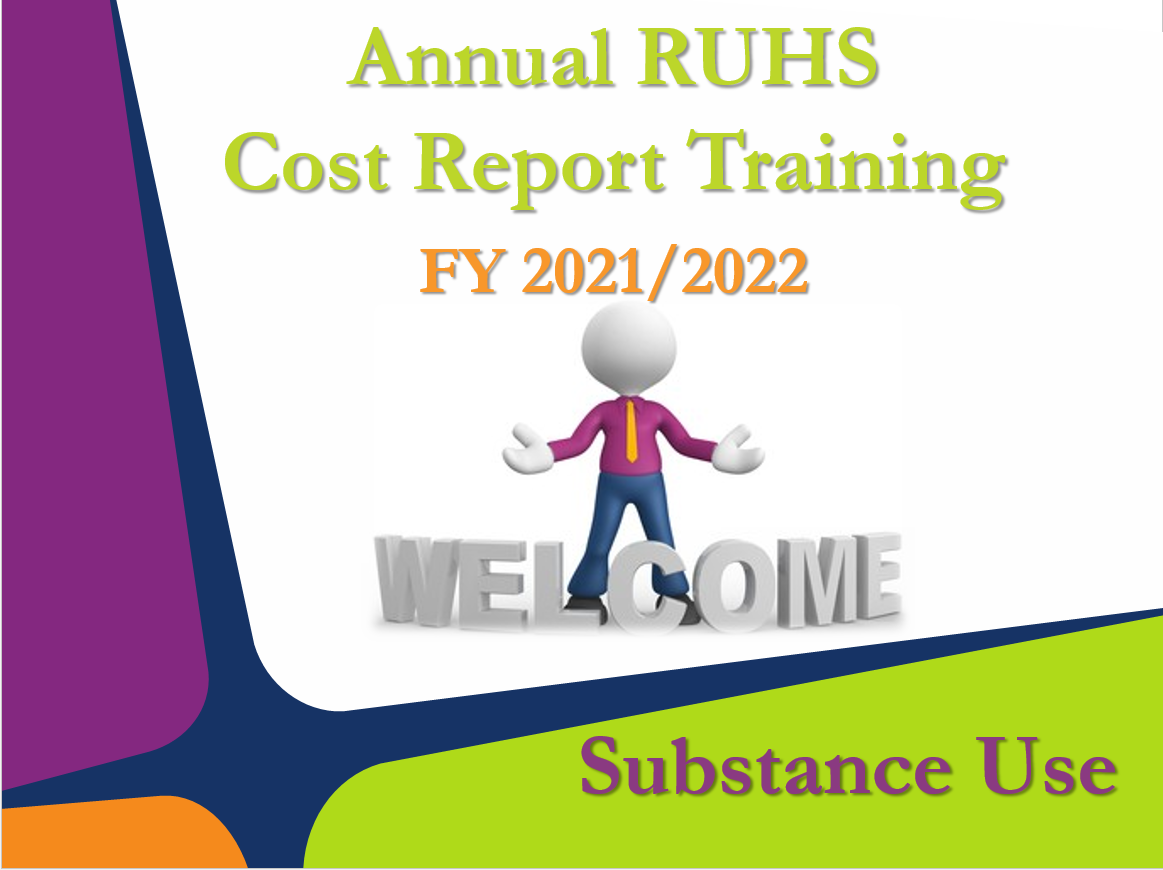 Annual RUHS
Cost Report Training
FY 2021/2022
WELCOME
Substance Use